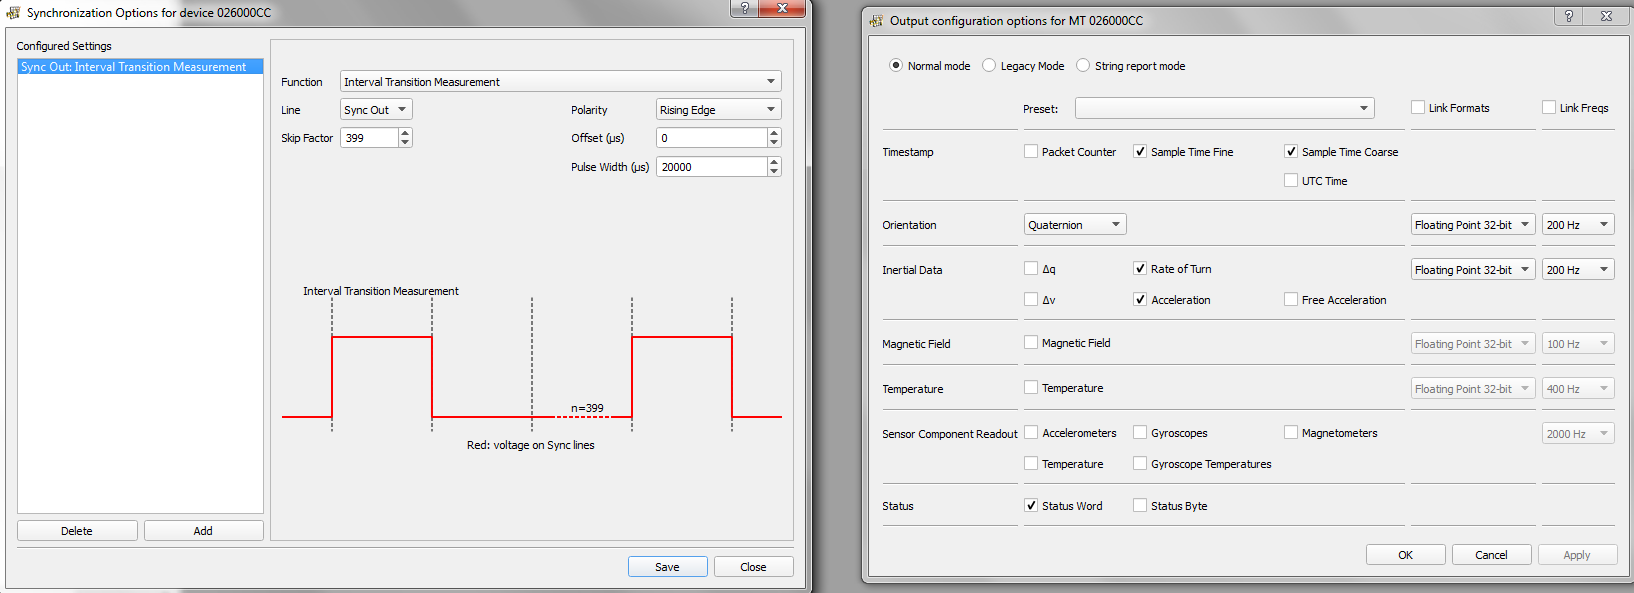 Synchronization Options for device 026000CC
Configured Settings
Sync Out: Interval Transition Measurement
Delete
Add
Function
Interval Transition Measurement
Line
Sync Out
Polarity
Rising Edge
Skip Factor
399
Offset (µs)
0
Pulse Width (µs)
20000
Interval Transition Measurement
n=399
Red: voltage on Sync lines
Save
Close
Output configuration options for MT 026000CC
Normal mode
Legacy Mode
String report mode
Preset:
Link Formats
Link Freqs
Timestamp
Packet Counter
Sample Time Fine
Sample Time Coarse
UTC Time
Orientation
Quaternion
Floating Point 32-bit
200 Hz
Inertial Data
Δq
Rate of Turn
Floating Point 32-bit
200 Hz
Δv
Acceleration
Free Acceleration
Magnetic Field
Magnetic Field
Floating Point 32-bit
100 Hz
Temperature
Temperature
Floating Point 32-bit
400 Hz
Sensor Component Readout
Accelerometers
Gyroscopes
Magnetometers
2000 Hz
Temperature
Gyroscope Temperatures
Status
Status Word
Status Byte
OK
Cancel
Apply